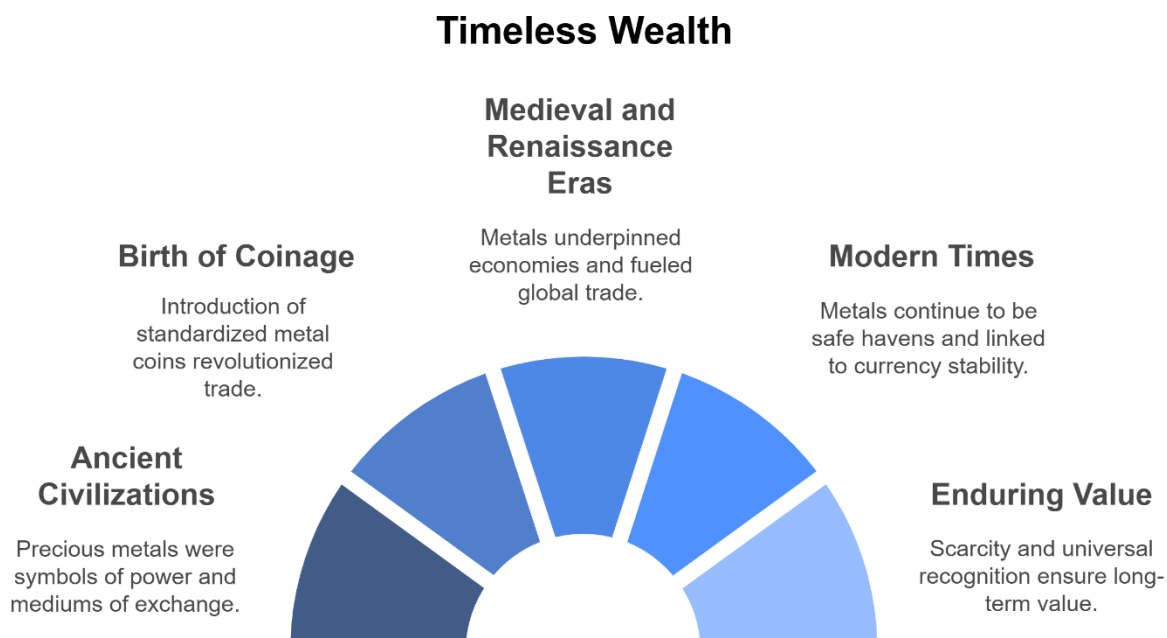 Timeless Wealth
Ancient
Civilizations
Precious metals were
symbols of power and
mediums of exchange.
Birth of Coinage
Introduction of
standardized metal
coins revolutionized
trade.
Medieval and
Renaissance
Eras
Metals underpinned
economies and fueled
global trade.
Modern Times
Metals continue to be
safe havens and linked
to currency stability.
Enduring Value
Scarcity and universal
recognition ensure long-
term value.